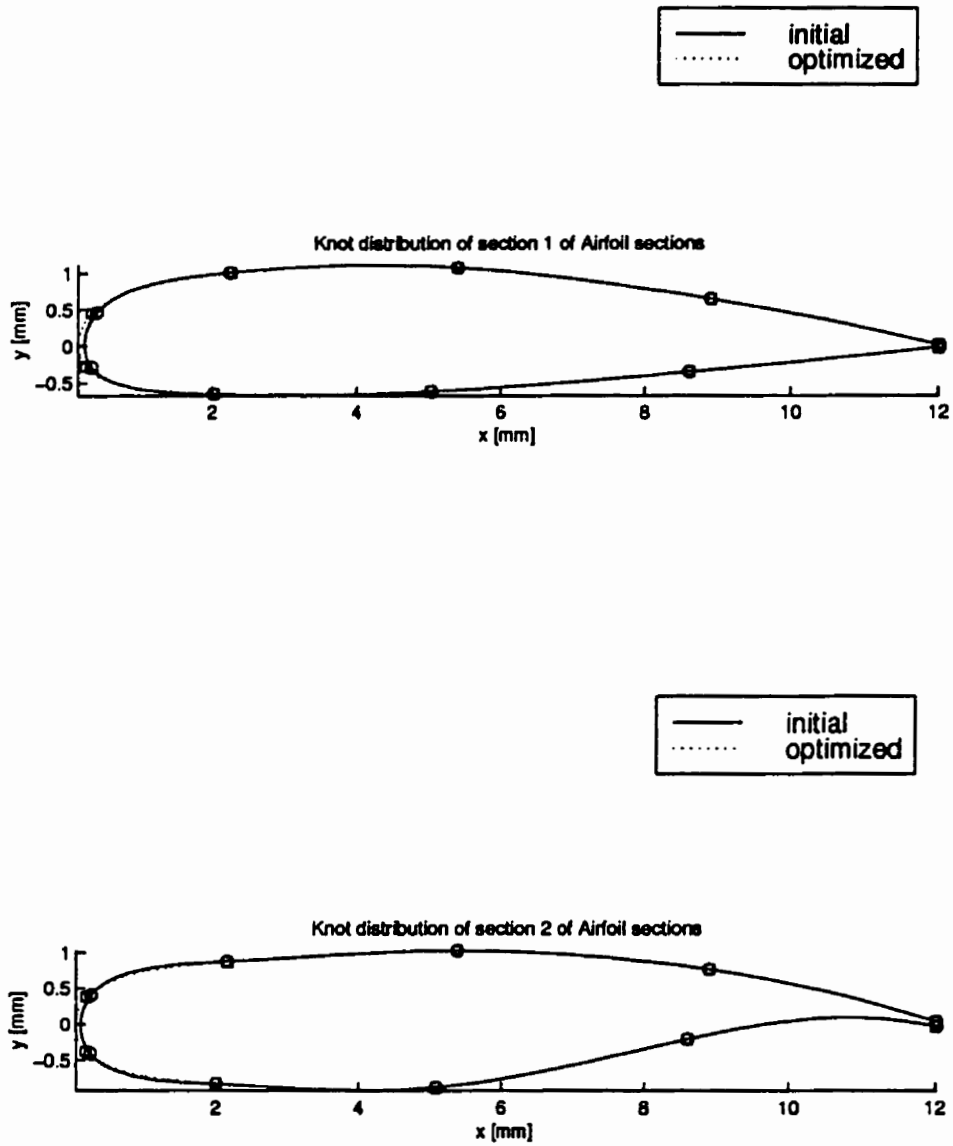 initial
optimized
Knot distribution of section 1 of Airfoil sections
1
0.5
0
−0.5
y [mm]
2
4
6
8
10
12
x [mm]
initial
optimized
Knot distribution of section 2 of Airfoil sections
1
0.5
0
−0.5
y [mm]
2
4
6
8
10
12
x [mm]